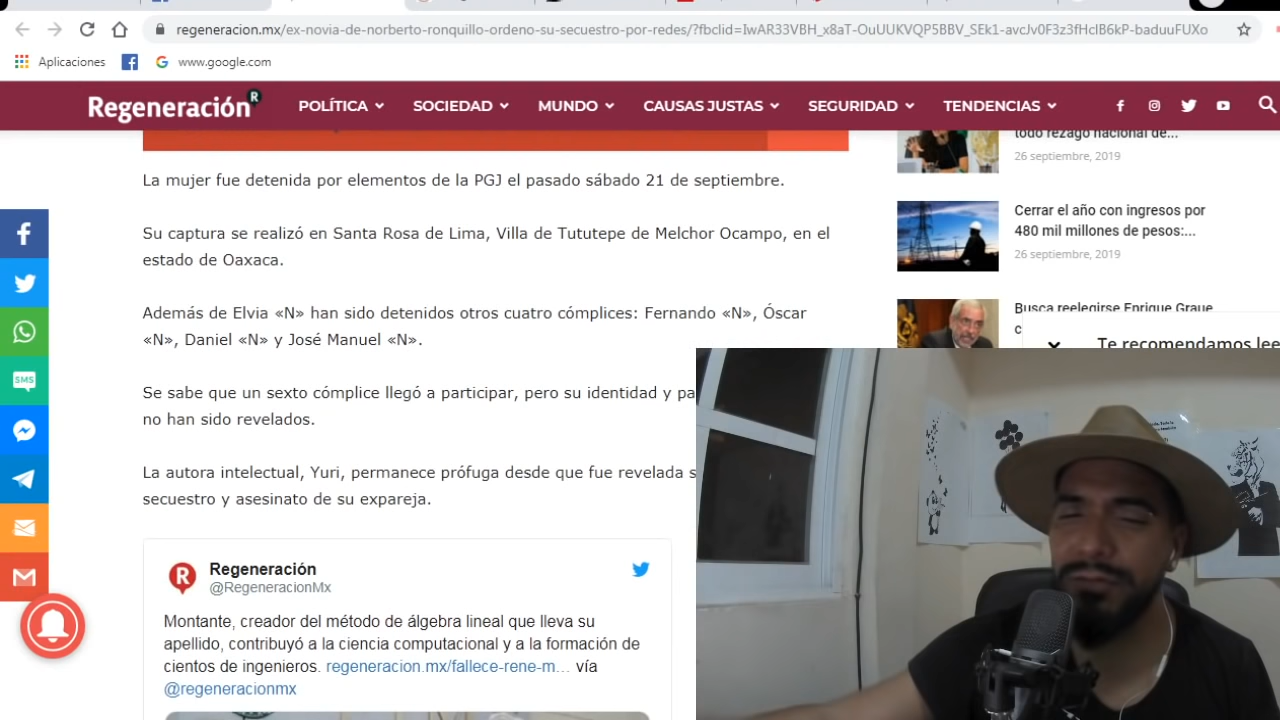 regeneracion.mx/ex-novia-de-norberto-ronquillo-ordeno-su-secuestro-por-redes/?fbclid=IwAR33VBH_x8aT-OuUUKVQP5BBV_SEk1-avcJv0F3z3fHclB6kP-baduuFUXo
Aplicaciones
www.google.com
Regeneración R
POLÍTICA SOCIEDAD MUNDO CAUSAS JUSTAS SEGURIDAD TENDENCIAS
todo rezago nacional de...
26 septiembre, 2019
La mujer fue detenida por elementos de la PGJ el pasado sábado 21 de septiembre.
Cerrar el año con ingresos por
480 mil millones de pesos:...
26 septiembre, 2019
Su captura se realizó en Santa Rosa de Lima, Villa de Tututepe de Melchor Ocampo, en el
estado de Oaxaca.
Busca reelegirse Enrique Graue
Te recomendamos lee
Además de Elvia «N» han sido detenidos otros cuatro cómplices: Fernando «N», Óscar
«N», Daniel «N» y José Manuel «N».
Se sabe que un sexto cómplice llegó a participar, pero su identidad y pa
no han sido revelados.
La autora intelectual, Yuri, permanece prófuga desde que fue revelada s
secuestro y asesinato de su expareja.
SMS
R
Regeneración
@RegeneracionMx
Montante, creador del método de álgebra lineal que lleva su
apellido, contribuyó a la ciencia computacional y a la formación de
cientos de ingenieros. regeneracion.mx/fallece-rene-m... vía
@regeneracionmx